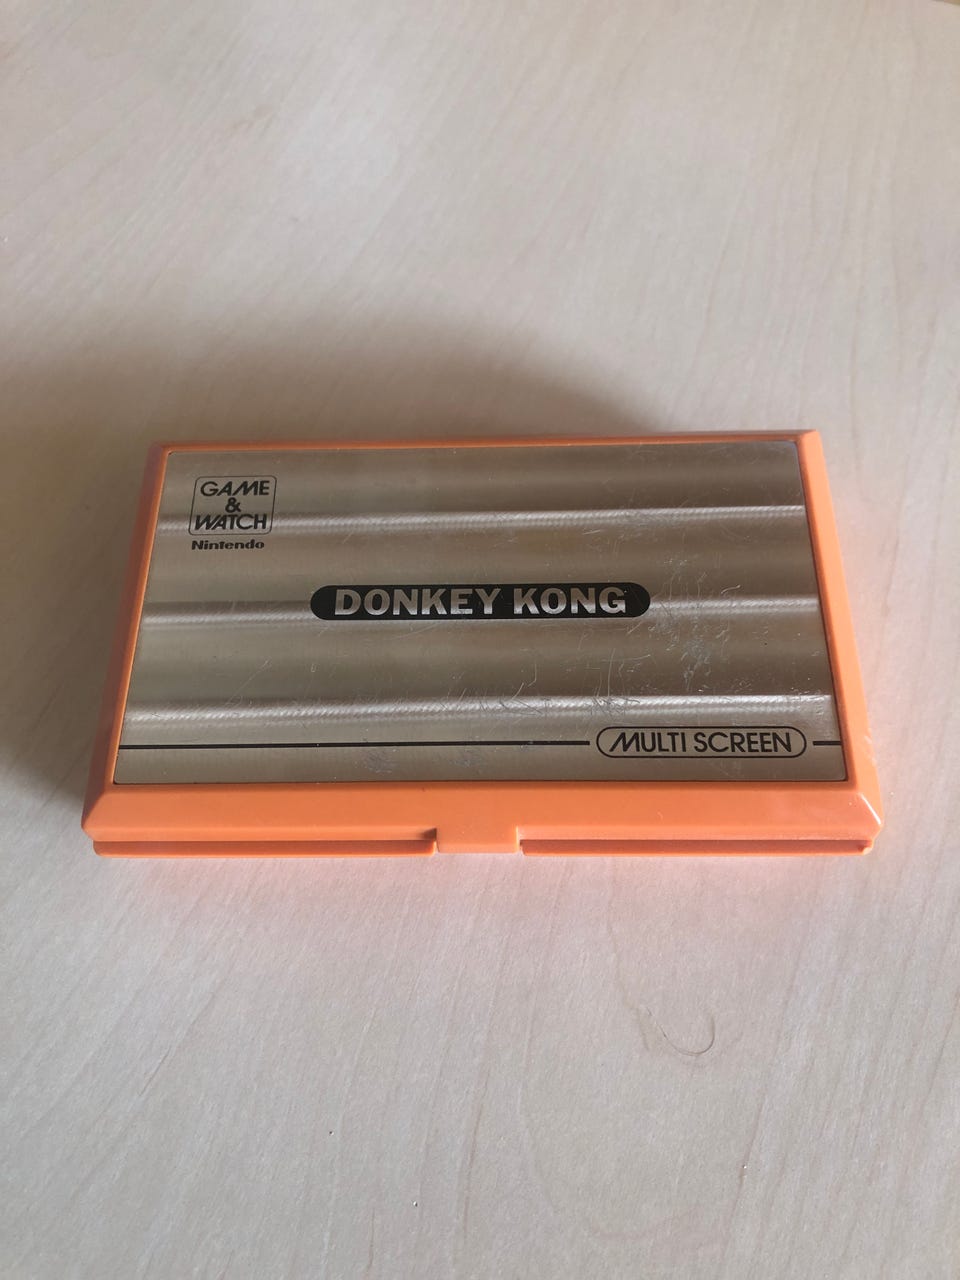 GAME
&
WATCH
Nintendo
DONKEY KONG
MULTI SCREEN